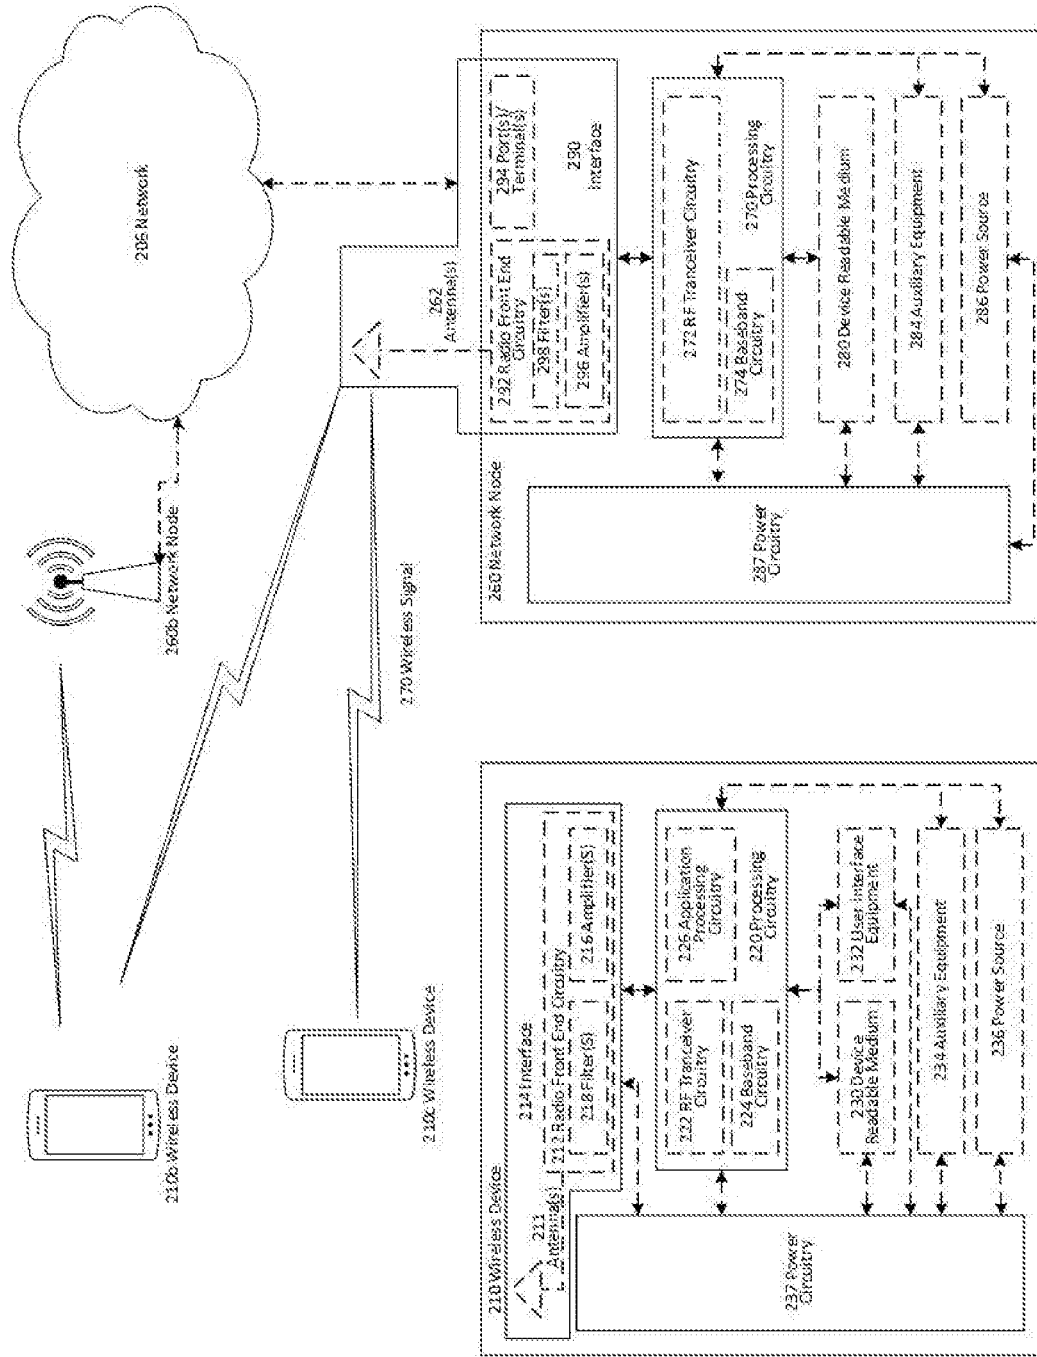 206 Network
260b Network Node
210b Wireless Device
210c Wireless Device
270 Wireless Signal
262
Antenna(s)
210 Wireless Device
211
Antenna(s)
214 Interface
212 Radio Front End Circuitry
218 Filter(S)
216 Amplifier(S)
222 RF Tranceiver
Circuitry
224 Baseband
Circuitry
226 Application
Processing
Circuitry
220 Processing
Circuitry
230 Device
Readable Medium
232 User Interface
Equipment
234 Auxiliary Equipment
236 Power Source
237 Power
Circuitry
260 Network Node
292 Radio Front End
Circuitry
298 Filter(s)
296 Amplifier(s)
294 Port(s)/
Terminal(s)
290
Interface
272 RF Tranceiver Circuitry
274 Baseband
Circuitry
270 Processing
Circuitry
280 Device Readable Medium
284 Auxiliary Equipment
286 Power Source
287 Power
Circuitry